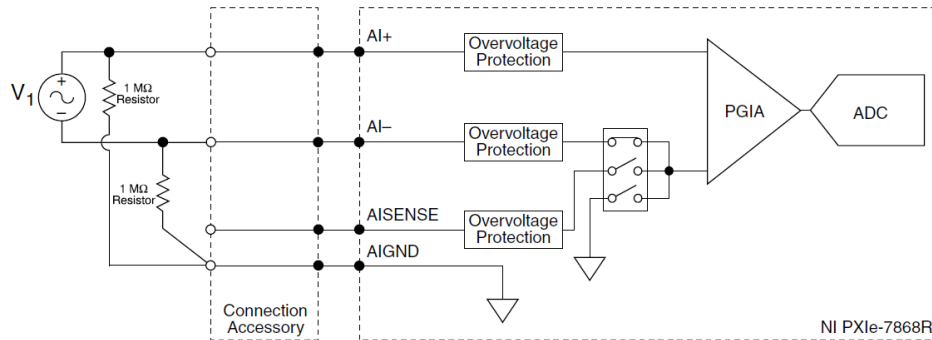 AI+
Overvoltage
Protection
+
1 MΩ
Resistor
V1
−
PGIA
ADC
AI–
Overvoltage
Protection
1 MΩ
Resistor
AISENSE
Overvoltage
Protection
AIGND
Connection
Accessory
NI PXIe-7868R